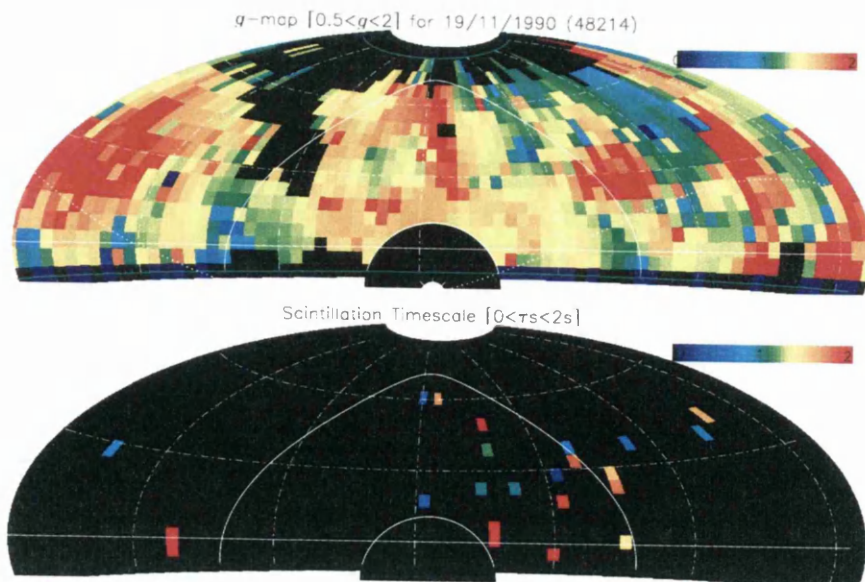 g-map [0.5<g<2] for 19/11/1990 (48214)
2
Scintillation Timescale [0<τs<2s]
2